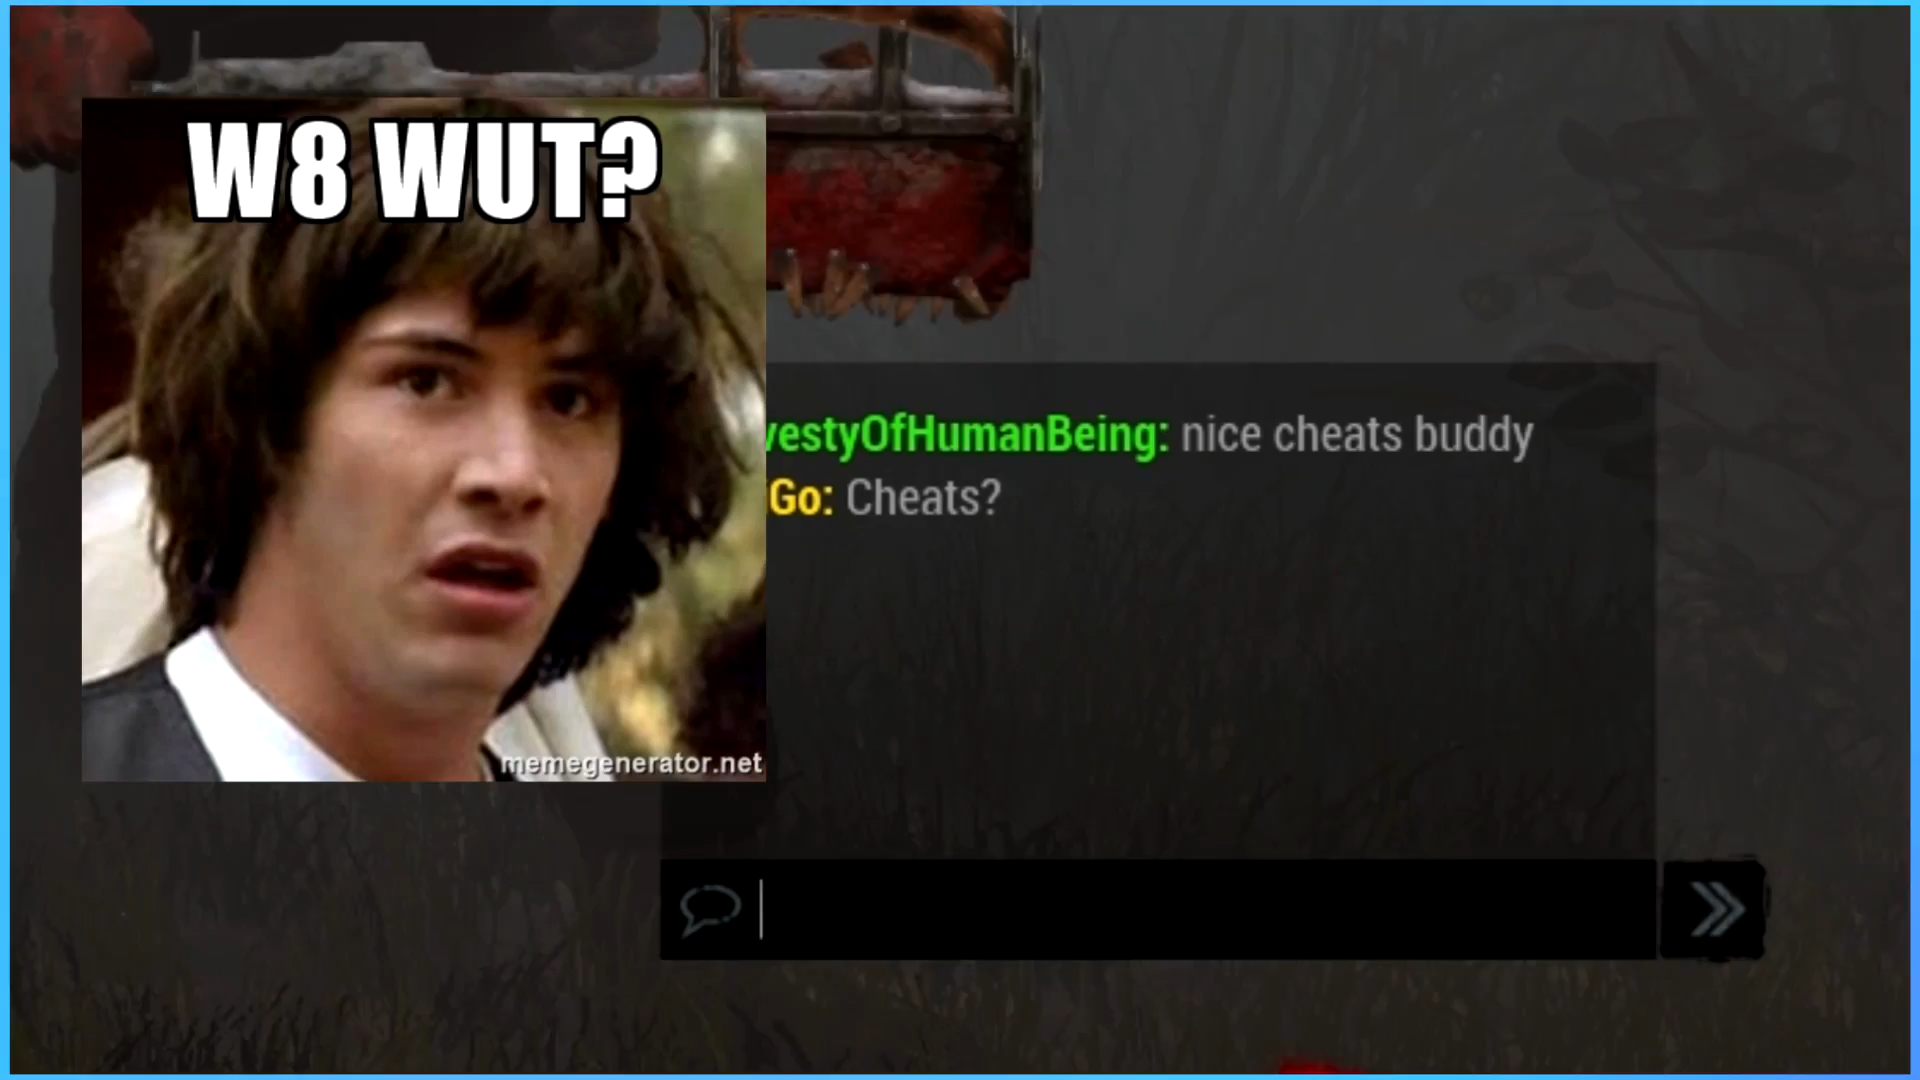 W8 WUT?
vestyOfHumanBeing: nice cheats buddy
Go: Cheats?
memegenerator.net